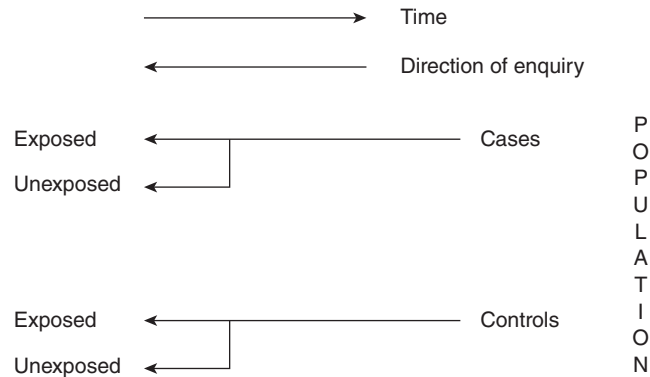 Time
Direction of enquiry
Exposed
Cases
Unexposed
Exposed
Controls
Unexposed
P
O
P
U
L
A
T
I
O
N